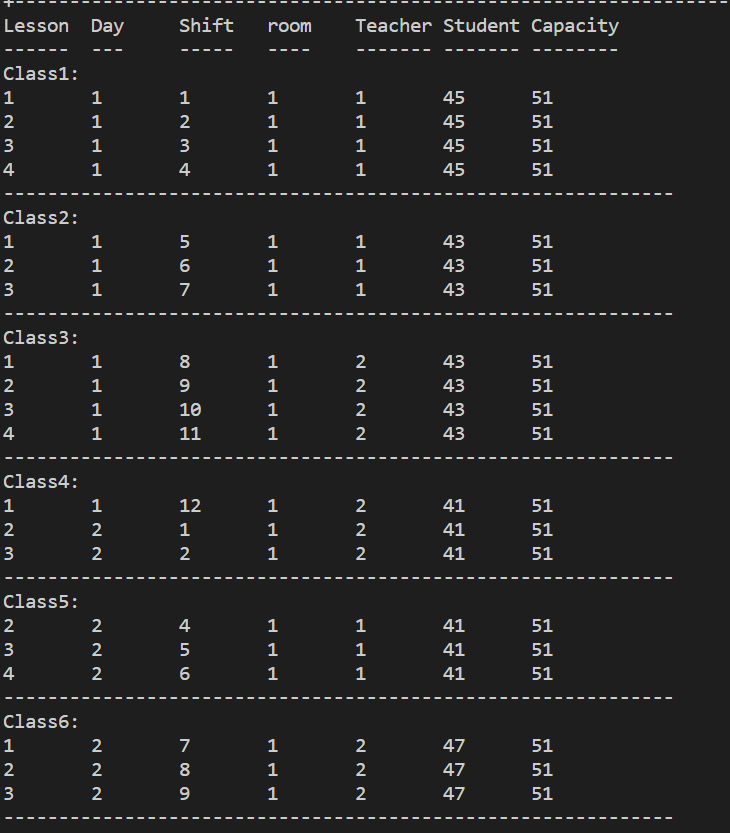 +-----------------------------------------------------------------
Lesson  Day     Shift   room    Teacher Student Capacity
------  ---     -----   ----    ------- ------- --------
Class1:
1       1       1       1       1       45      51
2       1       2       1       1       45      51
3       1       3       1       1       45      51
4       1       4       1       1       45      51
-------------------------------------------------------------
Class2:
1       1       5       1       1       43      51
2       1       6       1       1       43      51
3       1       7       1       1       43      51
-------------------------------------------------------------
Class3:
1       1       8       1       2       43      51
2       1       9       1       2       43      51
3       1       10      1       2       43      51
4       1       11      1       2       43      51
-------------------------------------------------------------
Class4:
1       1       12      1       2       41      51
2       2       1       1       2       41      51
3       2       2       1       2       41      51
-------------------------------------------------------------
Class5:
2       2       4       1       1       41      51
3       2       5       1       1       41      51
4       2       6       1       1       41      51
-------------------------------------------------------------
Class6:
1       2       7       1       2       47      51
2       2       8       1       2       47      51
3       2       9       1       2       47      51
-------------------------------------------------------------